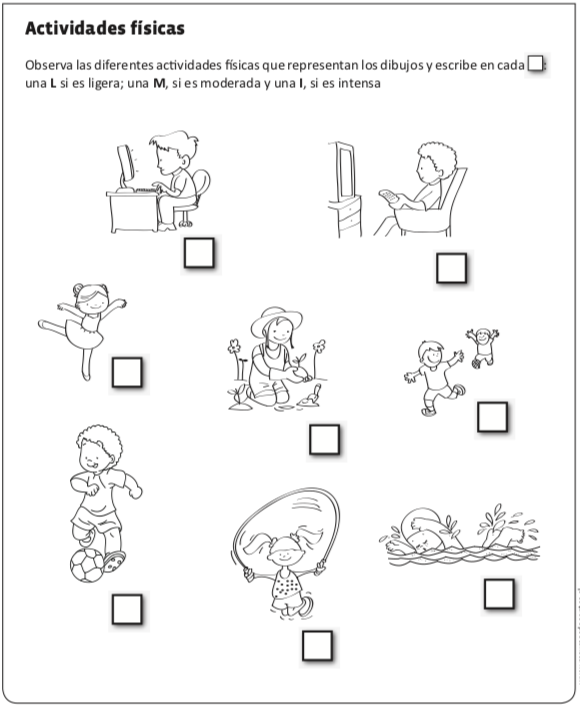 Actividades físicas
Observa las diferentes actividades físicas que representan los dibujos y escribe en cada :
una L si es ligera; una M, si es moderada y una I, si es intensa